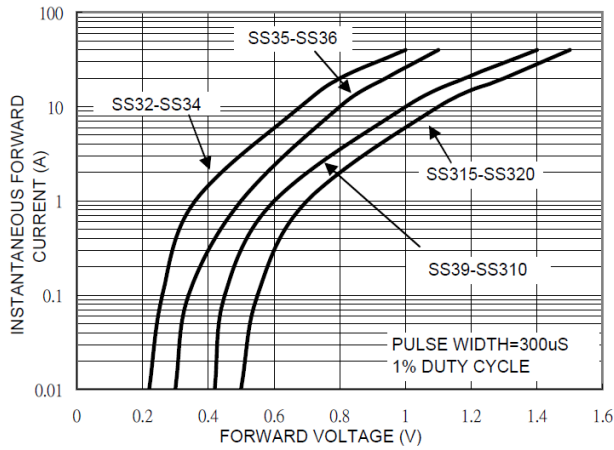 100
10
1
0.1
0.01
INSTANTANEOUS FORWARD
CURRENT (A)
SS35-SS36
SS32-SS34
SS315-SS320
SS39-SS310
PULSE WIDTH=300uS
1% DUTY CYCLE
0 0.2 0.4 0.6 0.8 1 1.2 1.4 1.6
FORWARD VOLTAGE (V)